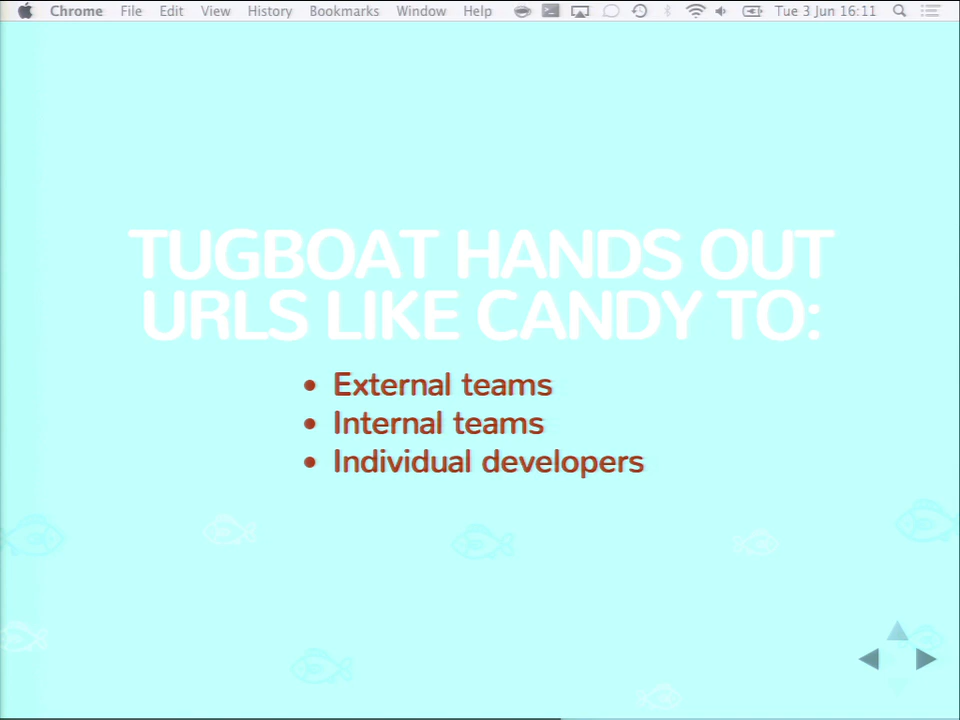 Chrome File Edit View History Bookmarks Window Help Tue 3 Jun 16:11
TUGBOAT HANDS OUT
URLS LIKE CANDY TO:
• External teams
• Internal teams
• Individual developers